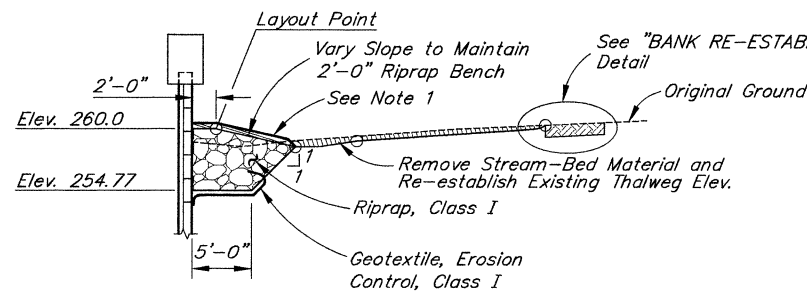 Layout Point
Vary Slope to Maintain
2'-0" Riprap Bench
See Note 1
2'-0"
See "BANK RE-ESTAB
Detail
Original Ground
Elev. 260.0
1
1
Remove Stream-Bed Material and
Re-establish Existing Thalweg Elev.
Elev. 254.77
Riprap, Class I
5'-0"
Geotextile, Erosion
Control, Class I